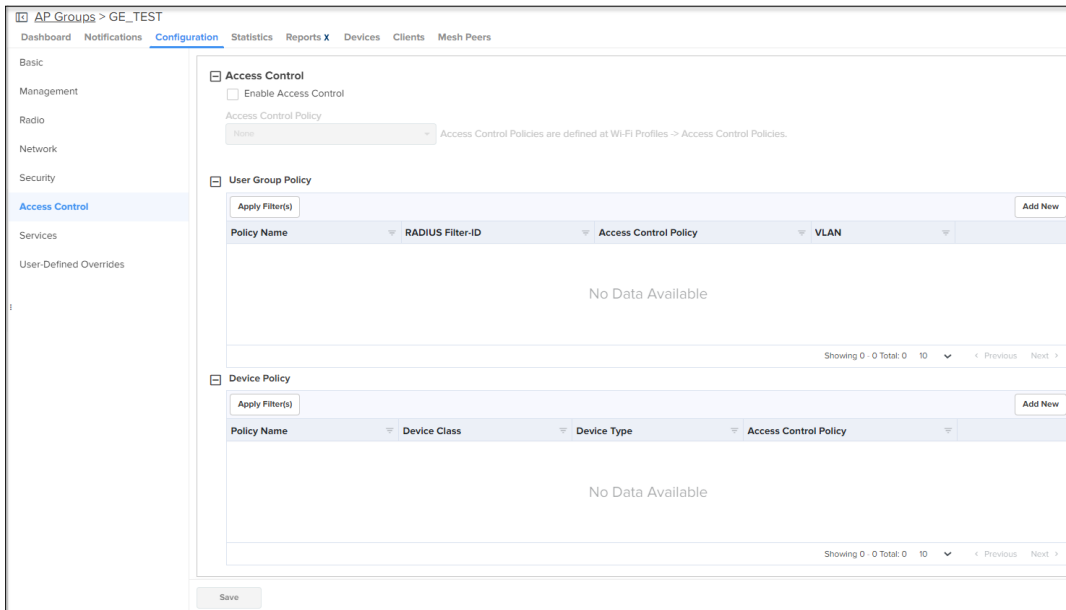 AP Groups > GE_TEST
Dashboard Notifications Configuration Statistics Reports X Devices Clients Mesh Peers
Basic
Management
Radio
Network
Security
Access Control
Services
User-Defined Overrides
Access Control
Enable Access Control
Access Control Policy
None
Access Control Policies are defined at Wi-Fi Profiles -> Access Control Policies.
User Group Policy
Apply Filter(s) Add New
Policy Name RADIUS Filter-ID Access Control Policy VLAN
No Data Available
Showing 0 - 0 Total: 0 10 < Previous Next >
Device Policy
Apply Filter(s) Add New
Policy Name Device Class Device Type Access Control Policy
No Data Available
Showing 0 - 0 Total: 0 10 < Previous Next >
Save